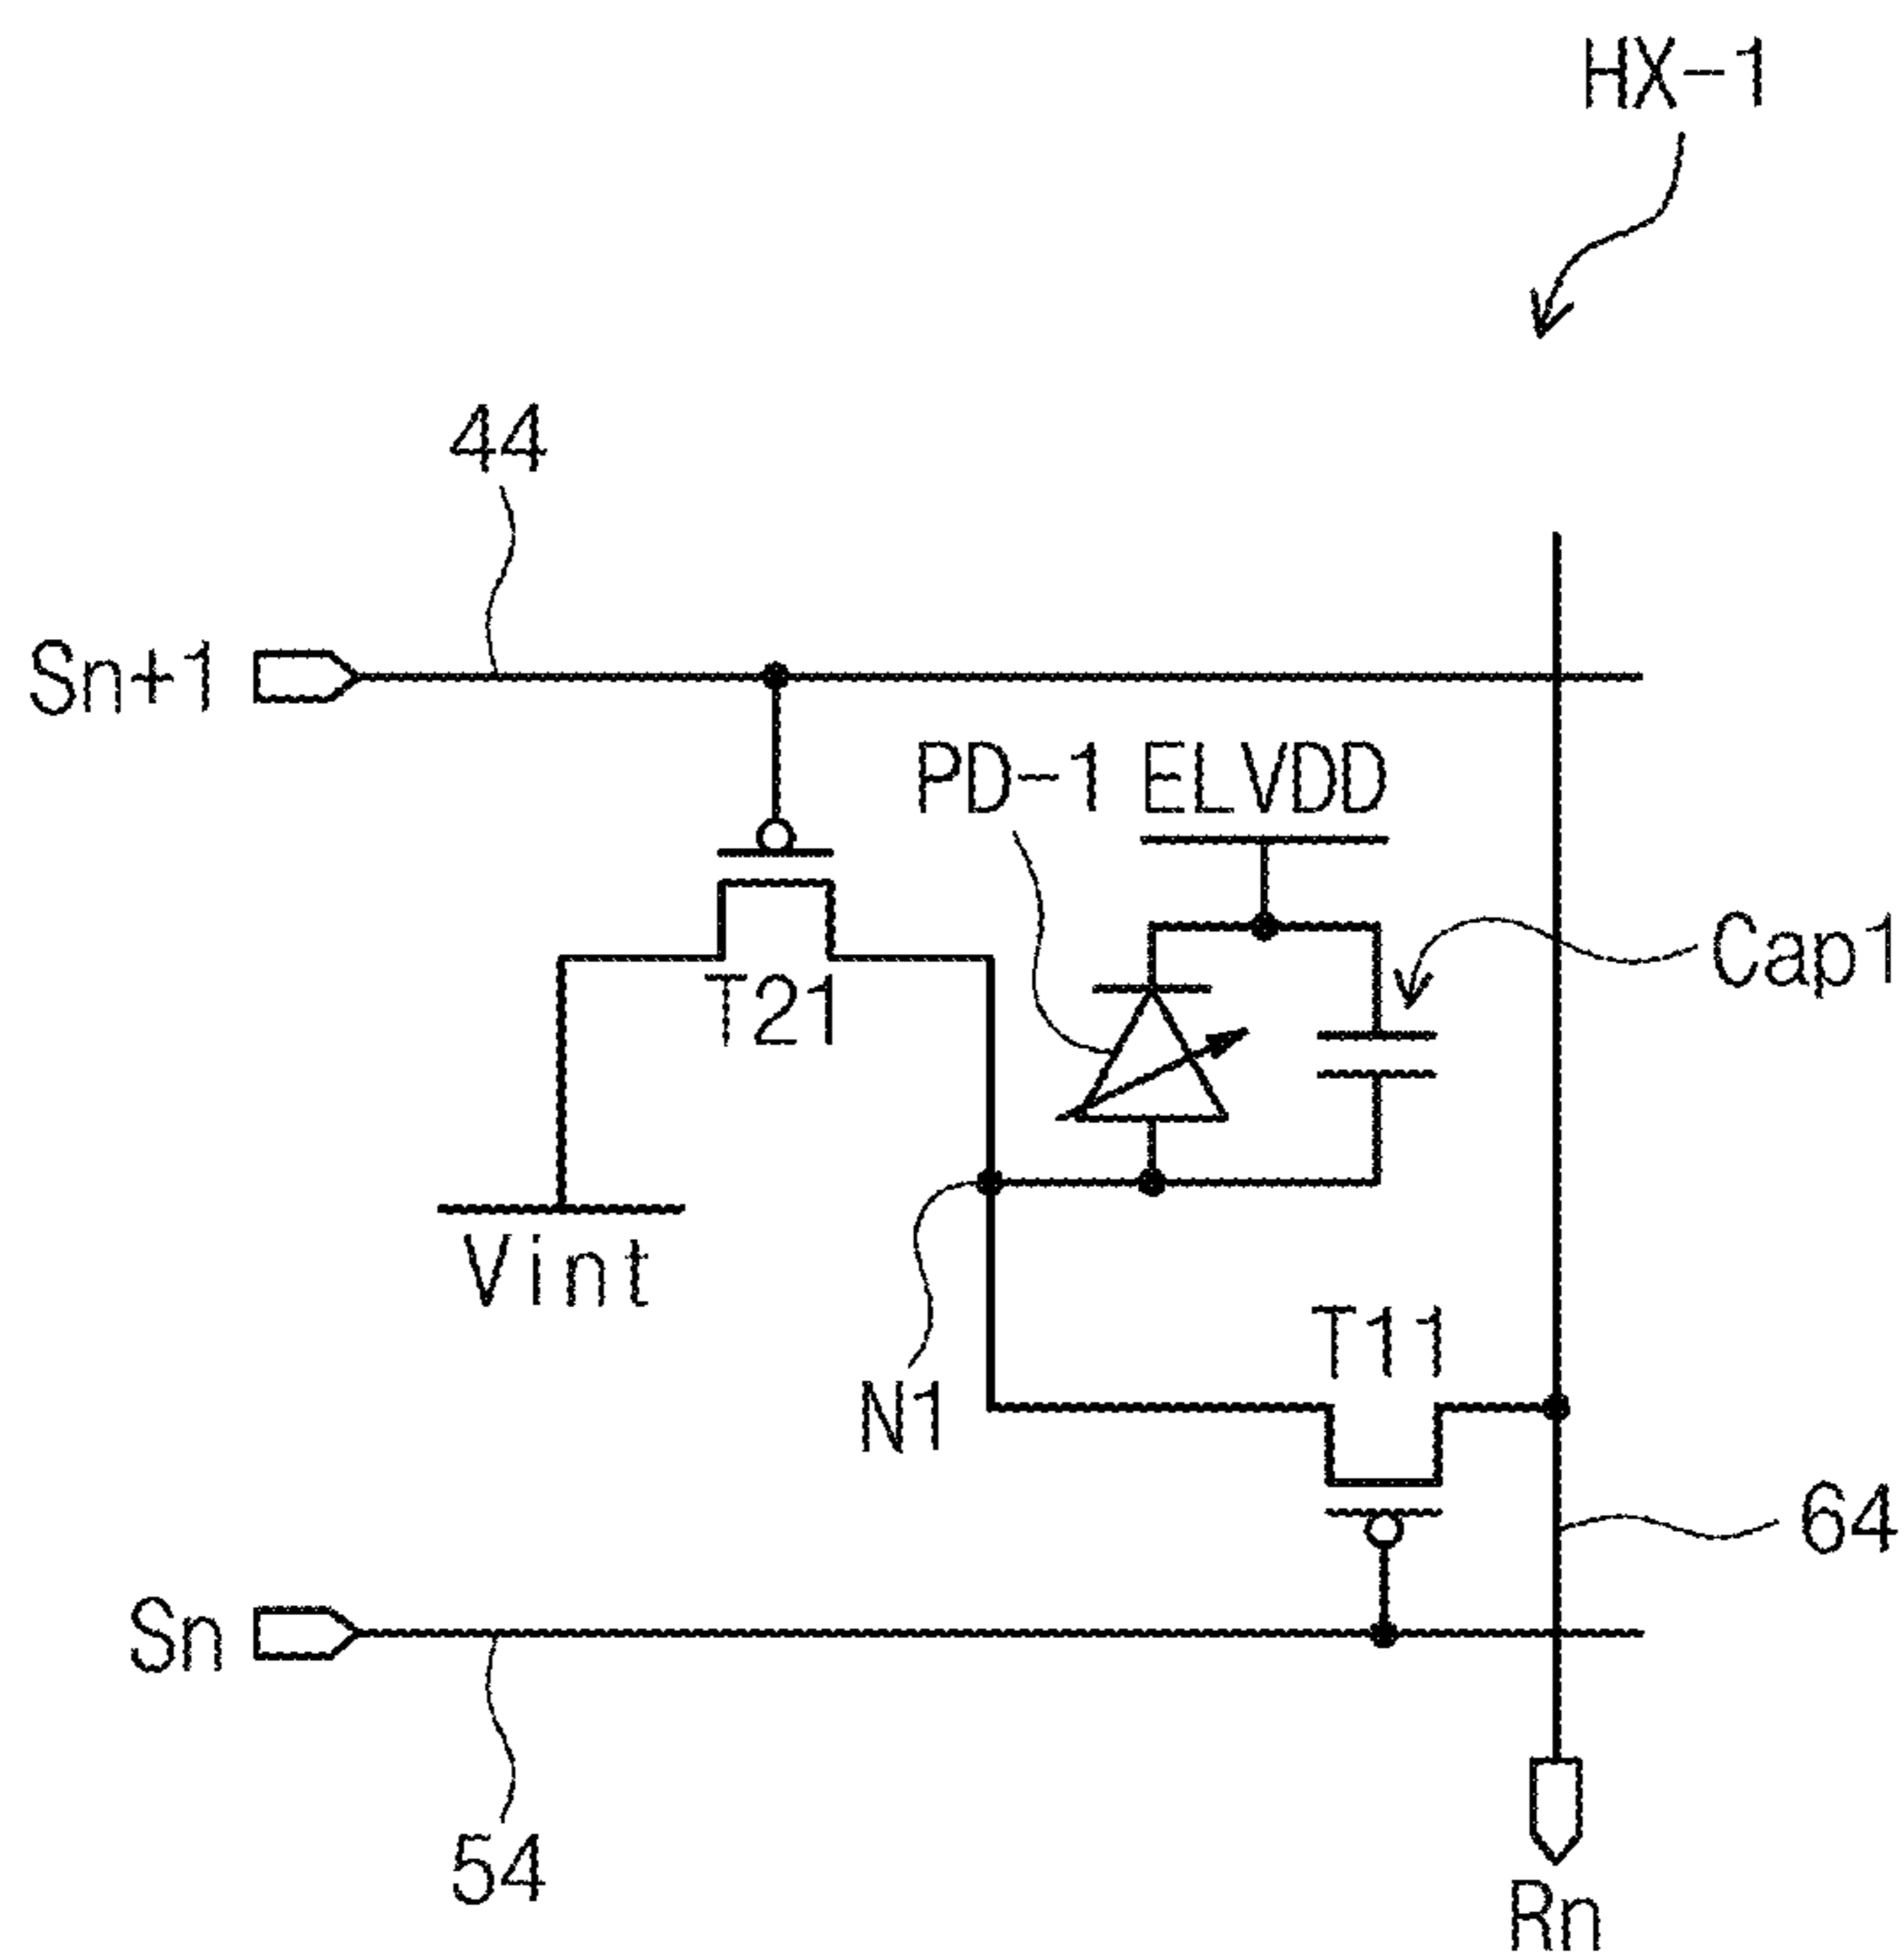 HX-1
44
Sn+1
PD-1 ELVDD
Cap1
T21
Vint
T11
N1
64
Sn
54
Rn